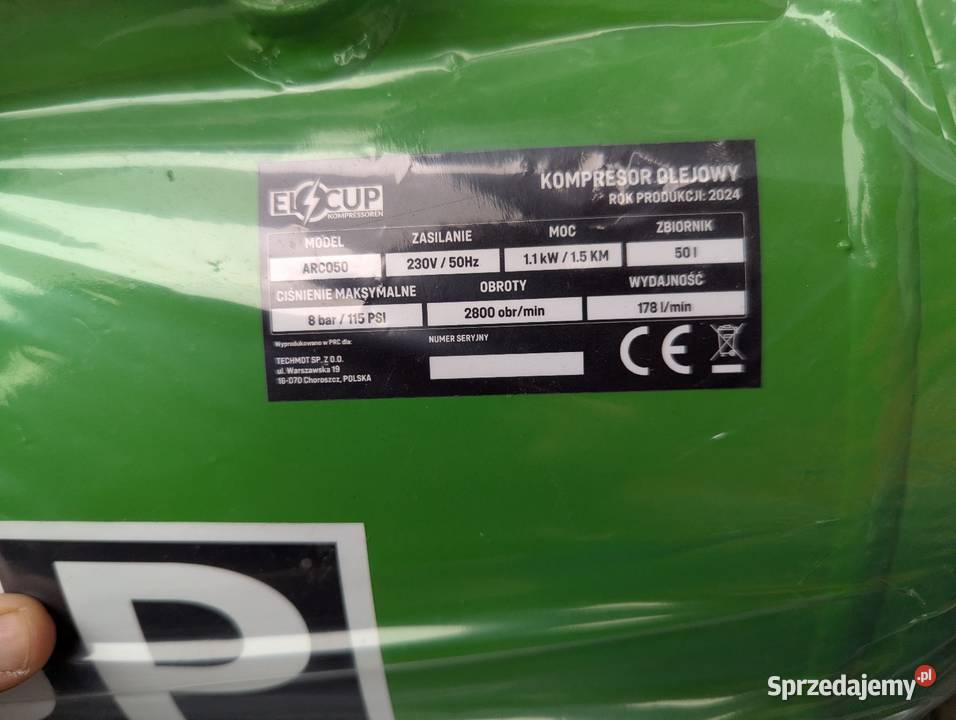 EL CUP
KOMPRESSOREN
KOMPRESOR OLEJOWY
ROK PRODUKCJI: 2024
MODEL ZASILANIE MOC ZBIORNIK
ARC050 230V / 50Hz 1.1 kW / 1.5 KM 50 l
CIŚNIENIE MAKSYMALNE OBROTY WYDAJNOŚĆ
8 bar / 115 PSI 2800 obr/min 178 l/min
Wyprodukowano w PRC dla:
TECHMOT SP. Z O.O.
ul. Warszawska 19
16-070 Choroszcz, POLSKA
NUMER SERYJNY
CE
P
Sprzedajemy.pl